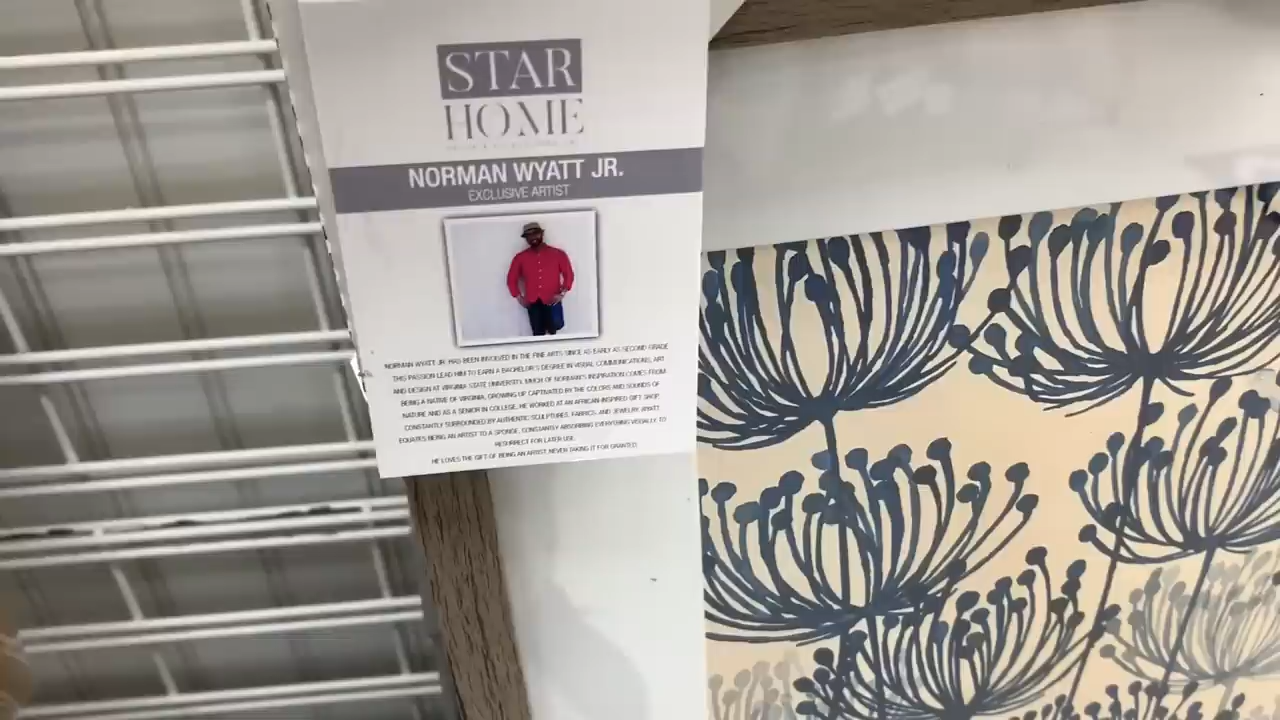 STAR
HOME
NORMAN WYATT JR.
EXCLUSIVE ARTIST
NORMAN WYATT JR. HAS BEEN INVOLVED IN THE FINE ARTS SINCE AS EARLY AS SECOND GRADE
THIS PASSION LEAD HIM TO EARN A BACHELOR'S DEGREE IN VISUAL COMMUNICATIONS, ART
AND DESIGN AT VIRGINIA STATE UNIVERSITY. MUCH OF NORMAN'S INSPIRATION COMES FROM
BEING A NATIVE OF VIRGINIA, GROWING UP CAPTIVATED BY THE COLORS AND SOUNDS OF
NATURE AND AS A SENIOR IN COLLEGE, HE WORKED AT AN AFRICAN-INSPIRED GIFT SHOP,
CONSTANTLY SURROUNDED BY AUTHENTIC SCULPTURES, FABRICS AND JEWELRY. WYATT
EQUATES BEING AN ARTIST TO A SPONGE, CONSTANTLY ABSORBING EVERYTHING VISUALLY TO
RESURRECT FOR LATER USE.
HE LOVES THE GIFT OF BEING AN ARTIST, NEVER TAKING IT FOR GRANTED.